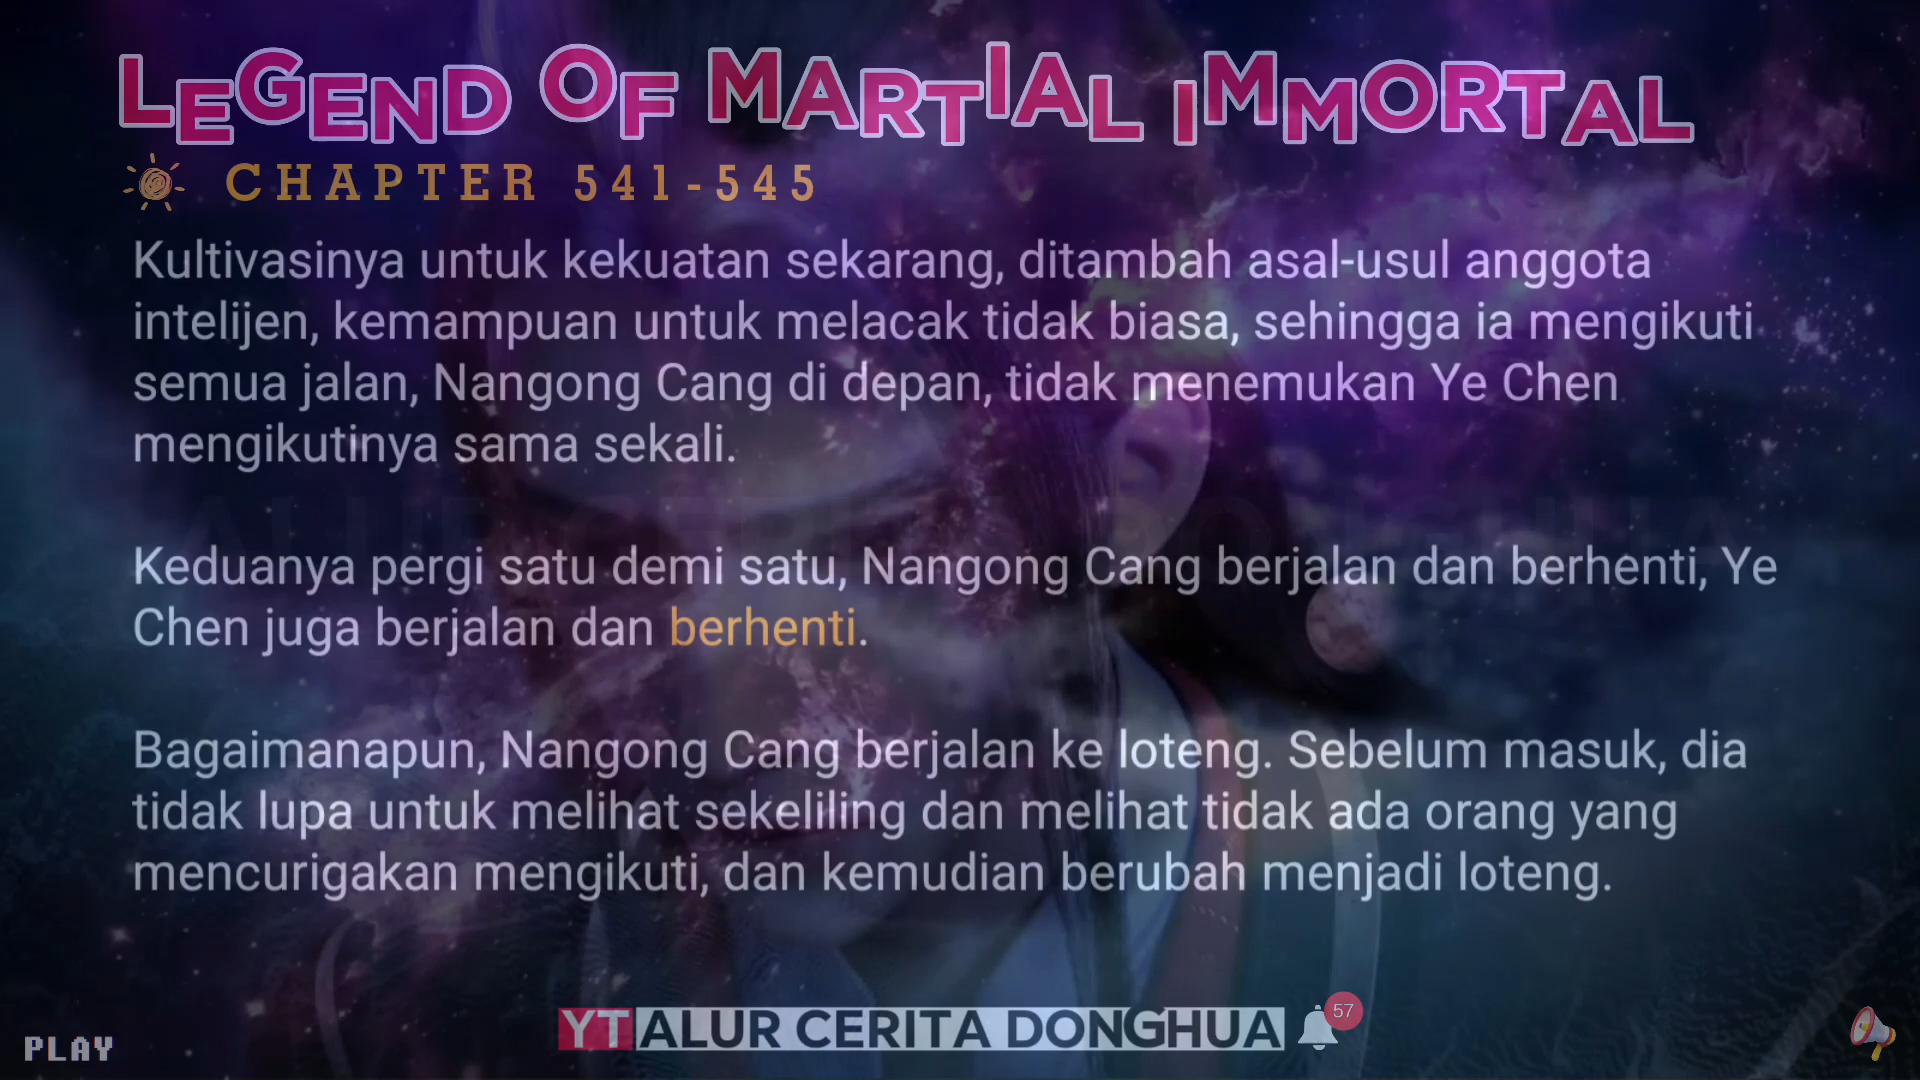 LEGEND OF MARTIAL IMMORTAL
CHAPTER 541-545
Kultivasinya untuk kekuatan sekarang, ditambah asal-usul anggota
intelijen, kemampuan untuk melacak tidak biasa, sehingga ia mengikuti
semua jalan, Nangong Cang di depan, tidak menemukan Ye Chen
mengikutinya sama sekali.
ALUR CERITA DONGHUA
Keduanya pergi satu demi satu, Nangong Cang berjalan dan berhenti, Ye
Chen juga berjalan dan berhenti.
Bagaimanapun, Nangong Cang berjalan ke loteng. Sebelum masuk, dia
tidak lupa untuk melihat sekeliling dan melihat tidak ada orang yang
mencurigakan mengikuti, dan kemudian berubah menjadi loteng.
YT ALUR CERITA DONGHUA 57
PLAY